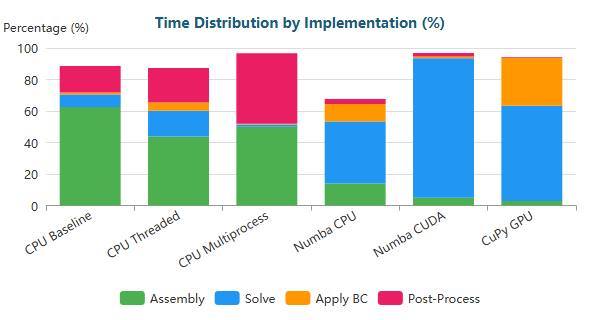 Time Distribution by Implementation (%)
Percentage (%)
100
80
60
40
20
0
CPU Baseline
CPU Threaded
CPU Multiprocess
Numba CPU
Numba CUDA
CuPy GPU
Assembly Solve Apply BC Post-Process